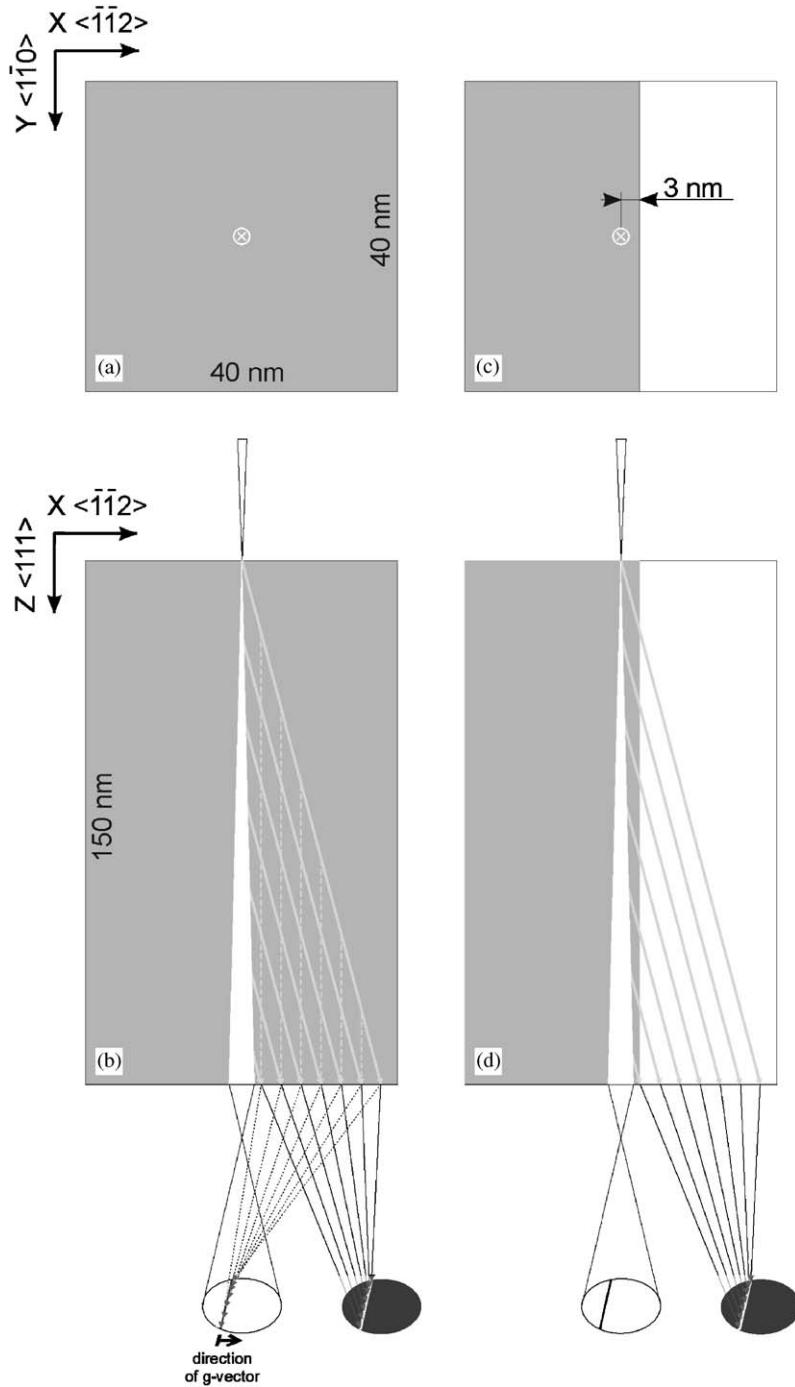 X <1̄1̄2>
Y <11̄0>
40 nm
(a)
40 nm
3 nm
(c)
X <1̄1̄2>
Z <111>
150 nm
(b)
(d)
direction
of g-vector